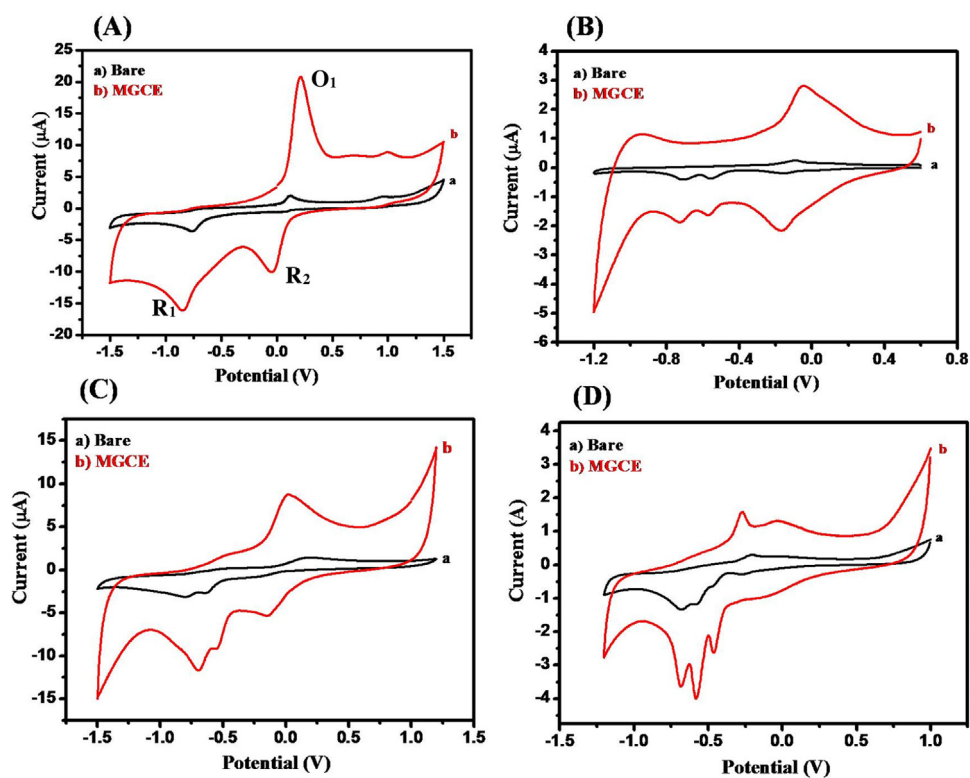 (A)
25
20
15
10
5
0
-5
-10
-15
-20
-1.5
-1.0
-0.5
0.0
0.5
1.0
1.5
Current (µA)
Potential (V)
a) Bare
b) MGCE
O1
R1
R2
b
a
(B)
4
3
2
1
0
-1
-2
-3
-4
-5
-6
-1.2
-0.8
-0.4
0.0
0.4
0.8
Current (µA)
Potential (V)
a) Bare
b) MGCE
b
a
(C)
15
10
5
0
-5
-10
-15
-1.5
-1.0
-0.5
0.0
0.5
1.0
Current (µA)
Potential (V)
a) Bare
b) MGCE
b
a
(D)
4
3
2
1
0
-1
-2
-3
-4
-1.0
-0.5
0.0
0.5
1.0
Current (A)
Potential (V)
a) Bare
b) MGCE
b
a